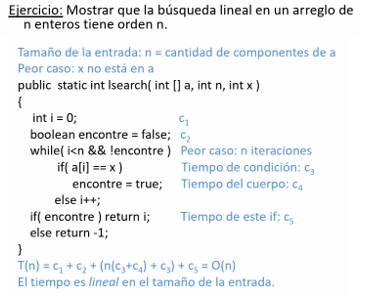 Ejercicio: Mostrar que la búsqueda lineal en un arreglo de
n enteros tiene orden n.
Tamaño de la entrada: n = cantidad de componentes de a
Peor caso: x no está en a
public static int lsearch( int [] a, int n, int x )
{
int i = 0; c₁
boolean encontre = false; c₂
while( i<n && !encontre ) Peor caso: n iteraciones
if( a[i] == x ) Tiempo de condición: c₃
encontre = true; Tiempo del cuerpo: c₄
else i++;
if( encontre ) return i; Tiempo de este if: c₅
else return -1;
}
T(n) = c₁ + c₂ + (n(c₃+c₄) + c₃) + c₅ = O(n)
El tiempo es lineal en el tamaño de la entrada.